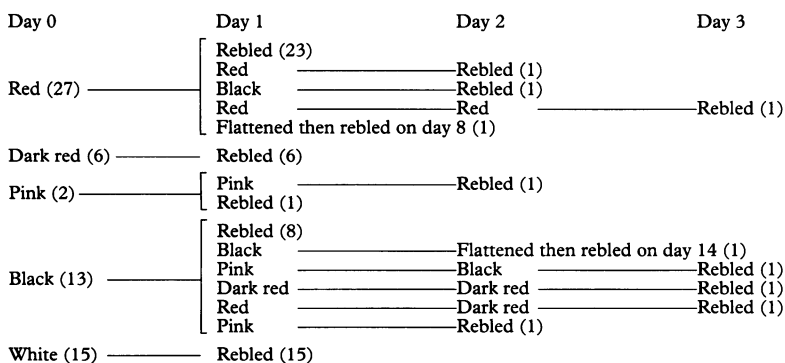 Day 0 Day 1 Day 2 Day 3
Rebled (23)
Red Rebled (1)
Red (27) Black Rebled (1)
Red Red Rebled (1)
Flattened then rebled on day 8 (1)
Dark red (6) Rebled (6)
Pink (2) Pink Rebled (1)
Rebled (1)
Rebled (8)
Black Flattened then rebled on day 14 (1)
Black (13) Pink Black Rebled (1)
Dark red Dark red Rebled (1)
Red Dark red Rebled (1)
Pink Rebled (1)
White (15) Rebled (15)